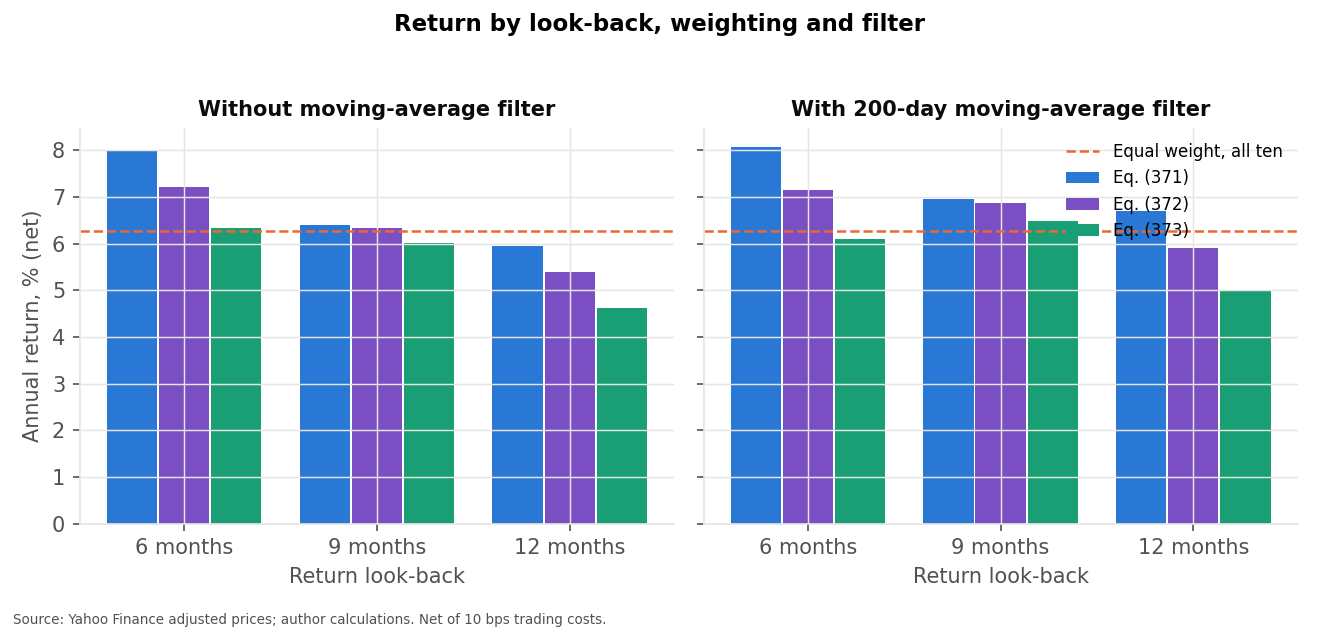 Return by look-back, weighting and filter
Without moving-average filter
With 200-day moving-average filter
Annual return, % (net)
8
7
6
5
4
3
2
1
0
Equal weight, all ten
Eq. (371)
Eq. (372)
Eq. (373)
6 months
9 months
12 months
6 months
9 months
12 months
Return look-back
Return look-back
Source: Yahoo Finance adjusted prices; author calculations. Net of 10 bps trading costs.